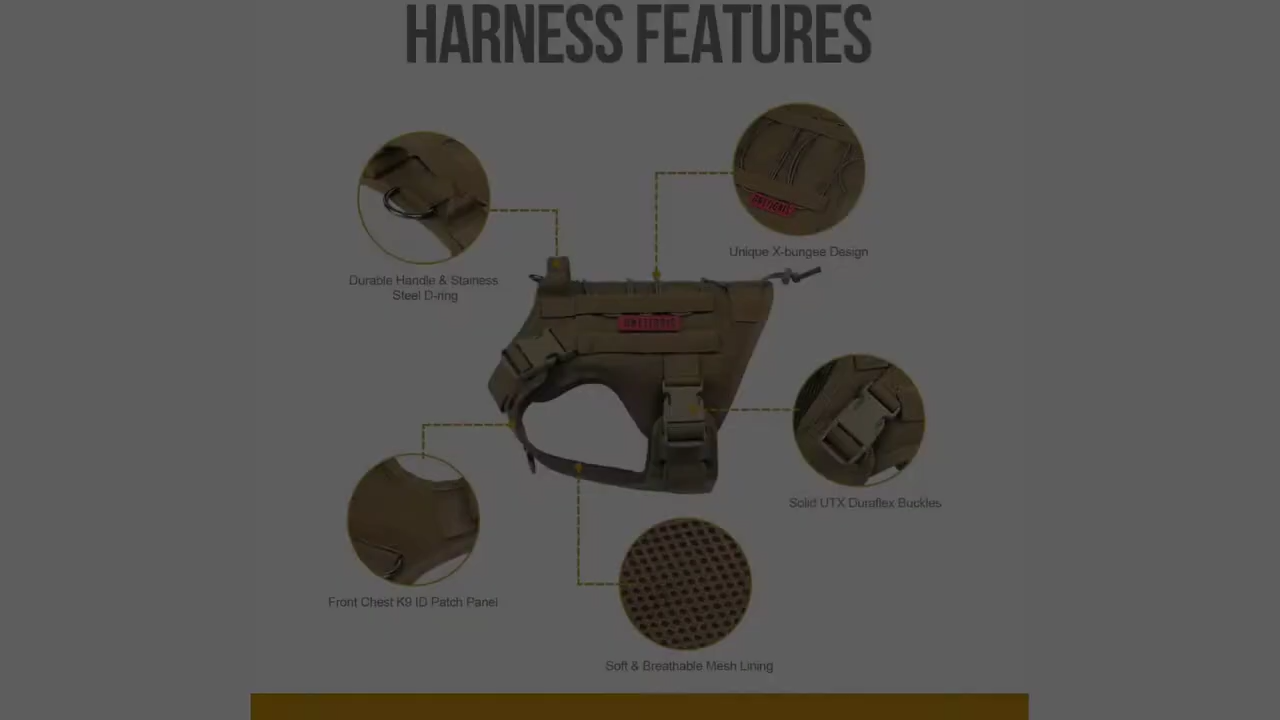 HARNESS FEATURES
Unique X-bungee Design
Durable Handle & Stainess
Steel D-ring
ONETIGRIS
Solid UTX Duraflex Buckles
Front Chest K9 ID Patch Panel
Soft & Breathable Mesh Lining